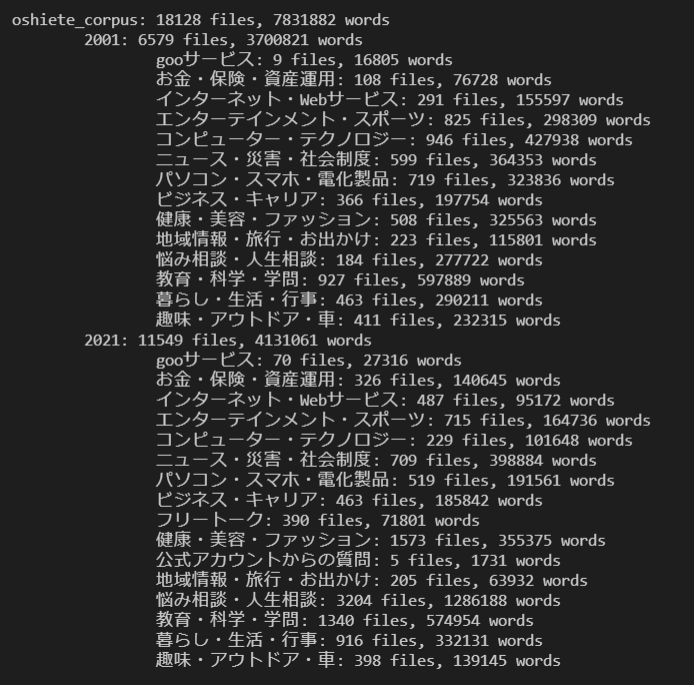 oshiete_corpus: 18128 files, 7831882 words
2001: 6579 files, 3700821 words
gooサービス: 9 files, 16805 words
お金・保険・資産運用: 108 files, 76728 words
インターネット・Webサービス: 291 files, 155597 words
エンターテインメント・スポーツ: 825 files, 298309 words
コンピューター・テクノロジー: 946 files, 427938 words
ニュース・災害・社会制度: 599 files, 364353 words
パソコン・スマホ・電化製品: 719 files, 323836 words
ビジネス・キャリア: 366 files, 197754 words
健康・美容・ファッション: 508 files, 325563 words
地域情報・旅行・お出かけ: 223 files, 115801 words
悩み相談・人生相談: 184 files, 277722 words
教育・科学・学問: 927 files, 597889 words
暮らし・生活・行事: 463 files, 290211 words
趣味・アウトドア・車: 411 files, 232315 words
2021: 11549 files, 4131061 words
gooサービス: 70 files, 27316 words
お金・保険・資産運用: 326 files, 140645 words
インターネット・Webサービス: 487 files, 95172 words
エンターテインメント・スポーツ: 715 files, 164736 words
コンピューター・テクノロジー: 229 files, 101648 words
ニュース・災害・社会制度: 709 files, 398884 words
パソコン・スマホ・電化製品: 519 files, 191561 words
ビジネス・キャリア: 463 files, 185842 words
フリートーク: 390 files, 71801 words
健康・美容・ファッション: 1573 files, 355375 words
公式アカウントからの質問: 5 files, 1731 words
地域情報・旅行・お出かけ: 205 files, 63932 words
悩み相談・人生相談: 3204 files, 1286188 words
教育・科学・学問: 1340 files, 574954 words
暮らし・生活・行事: 916 files, 332131 words
趣味・アウトドア・車: 398 files, 139145 words